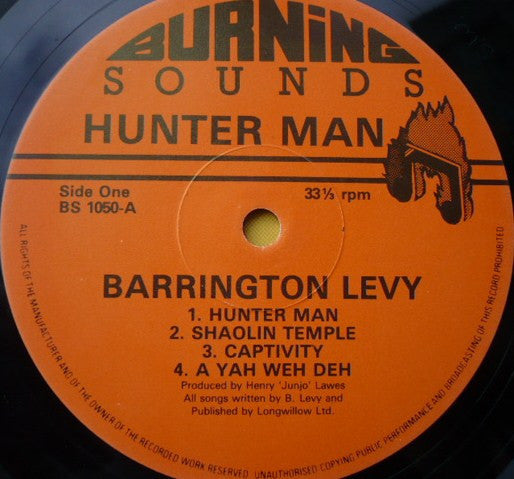 BURNiNG
SOUNDS
HUNTER MAN
Side One
BS 1050-A
33⅓ rpm
BARRINGTON LEVY
1. HUNTER MAN
2. SHAOLIN TEMPLE
3. CAPTIVITY
4. A YAH WEH DEH
Produced by Henry 'Junjo' Lawes
All songs written by B. Levy and
Published by Longwillow Ltd.
ALL RIGHTS OF THE MANUFACTURER AND OF THE OWNER OF THE RECORDED WORK RESERVED. UNAUTHORISED COPYING PUBLIC PERFORMANCE AND BROADCASTING OF THIS RECORD PROHIBITED